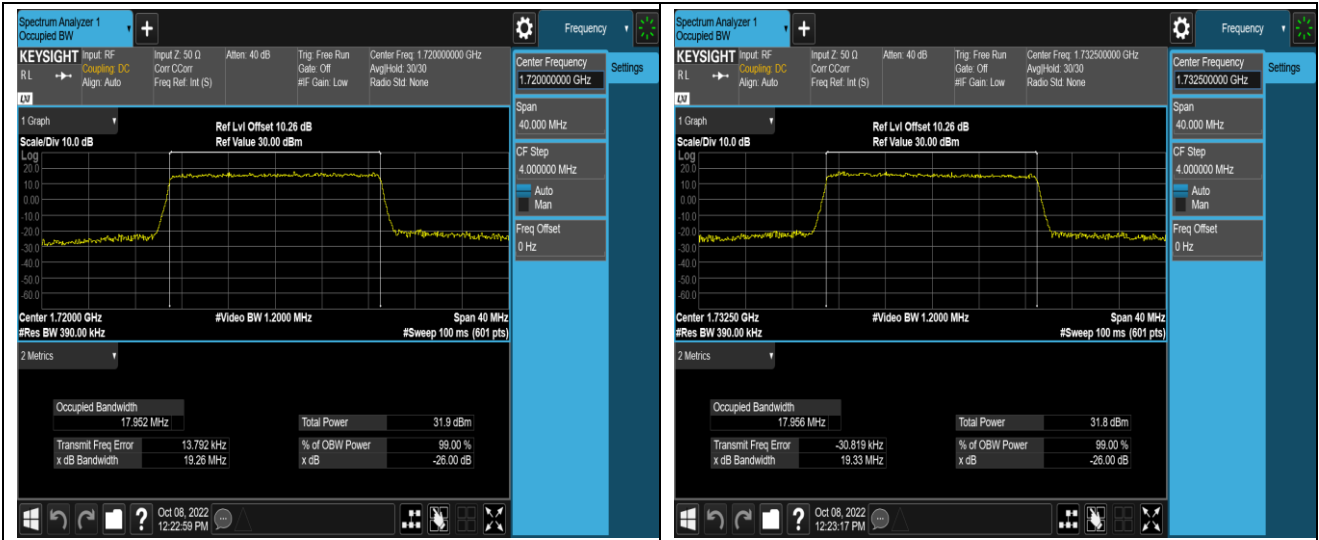 Spectrum Analyzer 1
Occupied BW
Frequency
KEYSIGHT Input: RF Input Z: 50 Ω Atten: 40 dB Trig: Free Run Center Freq: 1.720000000 GHz
Coupling: DC Corr CCorr Gate: Off Avg|Hold: 30/30
RL Align: Auto Freq Ref: Int (S) #IF Gain: Low Radio Std: None
LXI
Center Frequency
1.72000000 GHz
Settings
Span
40.000 MHz
CF Step
4.000000 MHz
Auto
Man
Freq Offset
0 Hz
1 Graph
Ref Lvl Offset 10.26 dB
Scale/Div 10.0 dB Ref Value 30.00 dBm
Log
20.0
10.0
0.00
-10.0
-20.0
-30.0
-40.0
-50.0
-60.0
Center 1.72000 GHz #Video BW 1.2000 MHz Span 40 MHz
#Res BW 390.00 kHz #Sweep 100 ms (601 pts)
2 Metrics
Occupied Bandwidth
17.952 MHz Total Power 31.9 dBm
Transmit Freq Error 13.792 kHz % of OBW Power 99.00 %
x dB Bandwidth 19.26 MHz x dB -26.00 dB
?
Oct 08, 2022
12:22:59 PM
Spectrum Analyzer 1
Occupied BW
Frequency
KEYSIGHT Input: RF Input Z: 50 Ω Atten: 40 dB Trig: Free Run Center Freq: 1.732500000 GHz
Coupling: DC Corr CCorr Gate: Off Avg|Hold: 30/30
RL Align: Auto Freq Ref: Int (S) #IF Gain: Low Radio Std: None
LXI
Center Frequency
1.732500000 GHz
Settings
Span
40.000 MHz
CF Step
4.000000 MHz
Auto
Man
Freq Offset
0 Hz
1 Graph
Ref Lvl Offset 10.26 dB
Scale/Div 10.0 dB Ref Value 30.00 dBm
Log
20.0
10.0
0.00
-10.0
-20.0
-30.0
-40.0
-50.0
-60.0
Center 1.73250 GHz #Video BW 1.2000 MHz Span 40 MHz
#Res BW 390.00 kHz #Sweep 100 ms (601 pts)
2 Metrics
Occupied Bandwidth
17.956 MHz Total Power 31.8 dBm
Transmit Freq Error -30.819 kHz % of OBW Power 99.00 %
x dB Bandwidth 19.33 MHz x dB -26.00 dB
?
Oct 08, 2022
12:23:17 PM